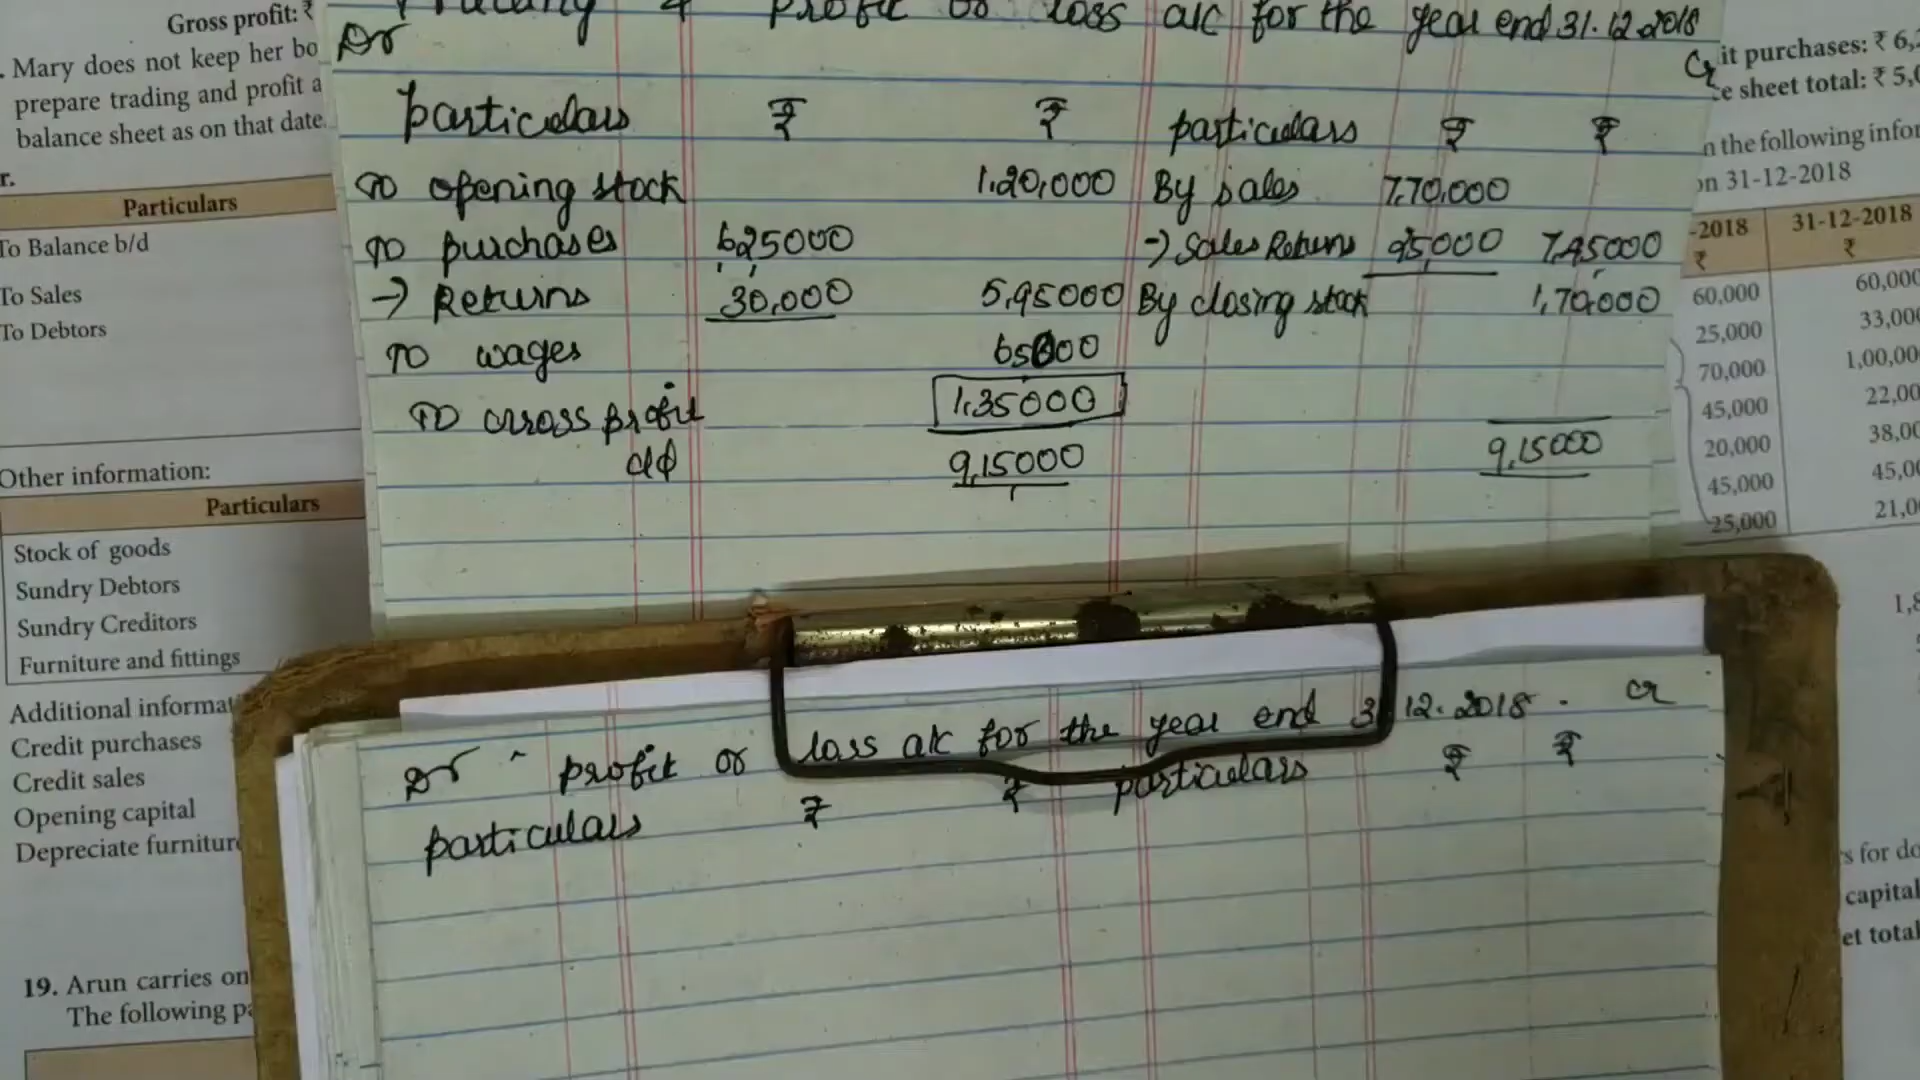 Gross profit: ₹
Mary does not keep her bo
prepare trading and profit a
balance sheet as on that date.
r.
Particulars
To Balance b/d
To Sales
To Debtors
Other information:
Particulars
Stock of goods
Sundry Debtors
Sundry Creditors
Furniture and fittings
Additional informat
Credit purchases
Credit sales
Opening capital
Depreciate furniture
19. Arun carries on
The following pa
profit or loss a/c for the year end 31.12.2018
Dr Cr
particulars ₹ ₹ particulars ₹ ₹
To opening stock 1,20,000 By sales 7,70,000
To purchases 6,25000 -) Sales Returns 25,000 7,45000
-) Returns 30,000 5,95000 By closing stock 1,70,000
To wages 65000
To Gross profit 1,35000
c/d 9,15000 9,15000
Dr profit or loss a/c for the year end 31.12.2018. Cr
particulars ₹ ₹ particulars ₹ ₹
it purchases: ₹ 6,2
ce sheet total: ₹ 5,0
n the following infor
on 31-12-2018
-2018 31-12-2018
₹ ₹
60,000 60,000
25,000 33,000
70,000 1,00,00
45,000 22,00
20,000 38,00
45,000 45,00
25,000 21,0
1,8
s for do
capital
et total